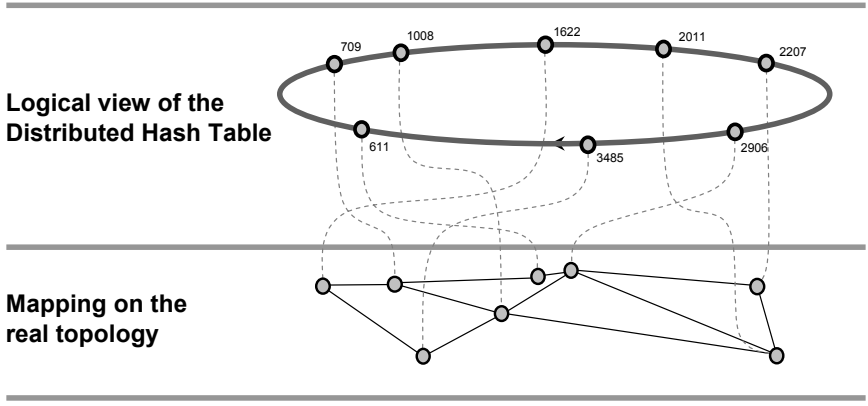 1008
1622
2011
2207
709
Logical view of the
Distributed Hash Table
611
3485
2906
Mapping on the
real topology